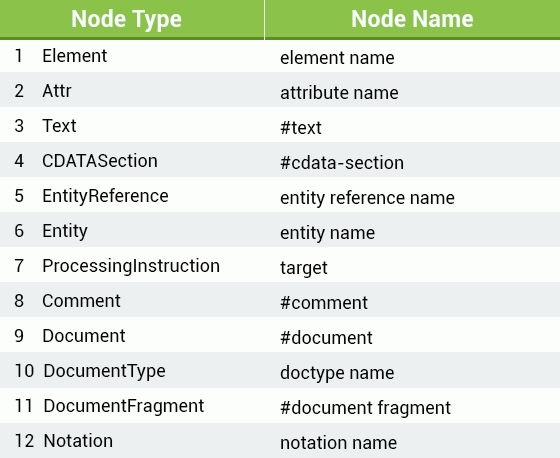 Node Type Node Name
1 Element element name
2 Attr attribute name
3 Text #text
4 CDATASection #cdata-section
5 EntityReference entity reference name
6 Entity entity name
7 ProcessingInstruction target
8 Comment #comment
9 Document #document
10 DocumentType doctype name
11 DocumentFragment #document fragment
12 Notation notation name